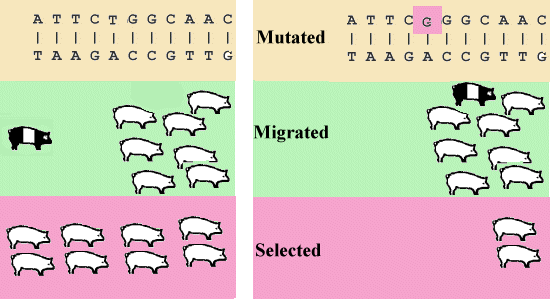 A T T C T G G C A A C
T A A G A C C G T T G
A T T C G G G C A A C
Mutated
T A A G A C C G T T G
Migrated
Selected